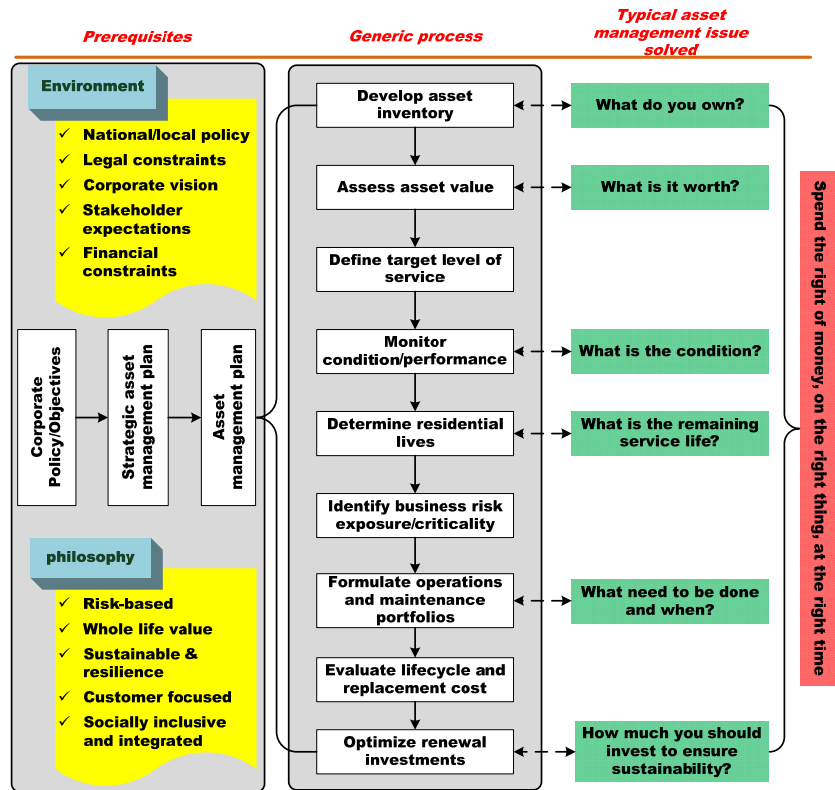 Prerequisites
Generic process
Typical asset
management issue
solved
Environment
✓ National/local policy
✓ Legal constraints
✓ Corporate vision
✓ Stakeholder
expectations
✓ Financial
constraints
Corporate
Policy/Objectives
Strategic asset
management plan
Asset
management plan
philosophy
✓ Risk-based
✓ Whole life value
✓ Sustainable &
resilience
✓ Customer focused
✓ Socially inclusive
and integrated
Develop asset
inventory
Assess asset value
Define target level of
service
Monitor
condition/performance
Determine residential
lives
Identify business risk
exposure/criticality
Formulate operations
and maintenance
portfolios
Evaluate lifecycle and
replacement cost
Optimize renewal
investments
What do you own?
What is it worth?
What is the condition?
What is the remaining
service life?
What need to be done
and when?
How much you should
invest to ensure
sustainability?
Spend the right of money, on the right thing, at the right time